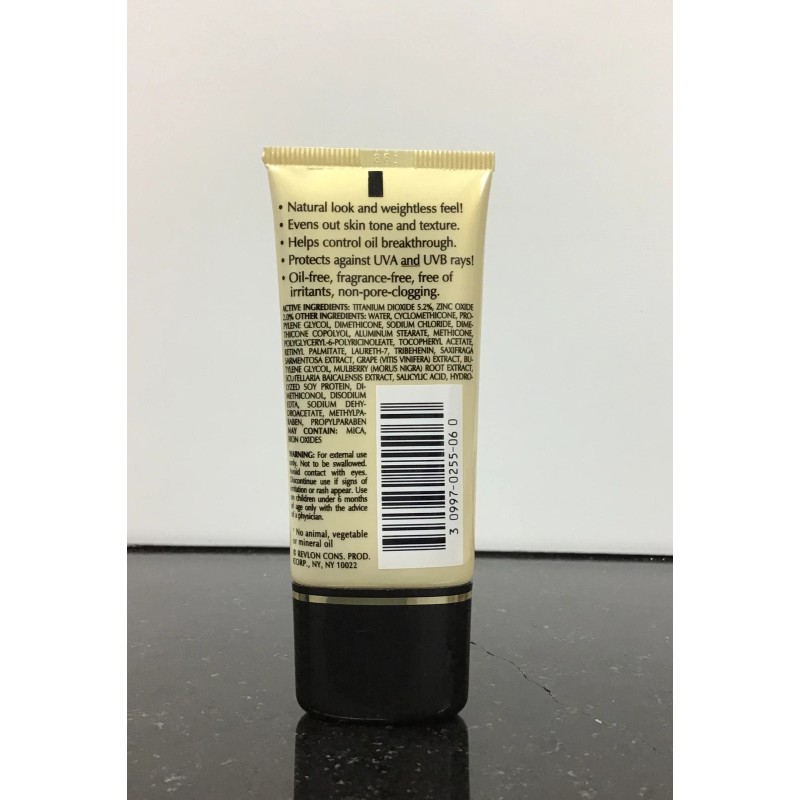 • Natural look and weightless feel!
• Evens out skin tone and texture.
• Helps control oil breakthrough.
• Protects against UVA and UVB rays!
• Oil-free, fragrance-free, free of
irritants, non-pore-clogging.
ACTIVE INGREDIENTS: TITANIUM DIOXIDE 5.2%, ZINC OXIDE
2.0% OTHER INGREDIENTS: WATER, CYCLOMETHICONE, PRO-
PYLENE GLYCOL, DIMETHICONE, SODIUM CHLORIDE, DIME-
THICONE COPOLYOL, ALUMINUM STEARATE, METHICONE,
POLYGLYCERYL-6-POLYRICINOLEATE, TOCOPHERYL ACETATE,
RETINYL PALMITATE, LAURETH-7, TRIBEHENIN, SAXIFRAGA
SARMENTOSA EXTRACT, GRAPE (VITIS VINIFERA) EXTRACT, BU-
TYLENE GLYCOL, MULBERRY (MORUS NIGRA) ROOT EXTRACT,
SCUTELLARIA BAICALENSIS EXTRACT, SALICYLIC ACID, HYDRO-
LYZED SOY PROTEIN, DI-
METHICONOL, DISODIUM
EDTA, SODIUM DEHY-
DROACETATE, METHYLPA-
RABEN, PROPYLPARABEN
MAY CONTAIN: MICA,
IRON OXIDES
WARNING: For external use
only. Not to be swallowed.
Avoid contact with eyes.
Discontinue use if signs of
irritation or rash appear. Use
on children under 6 months
of age only with the advice
of a physician.
* No animal, vegetable
or mineral oil
© REVLON CONS. PROD.
CORP., NY, NY 10022
3 0997-0255-06 0